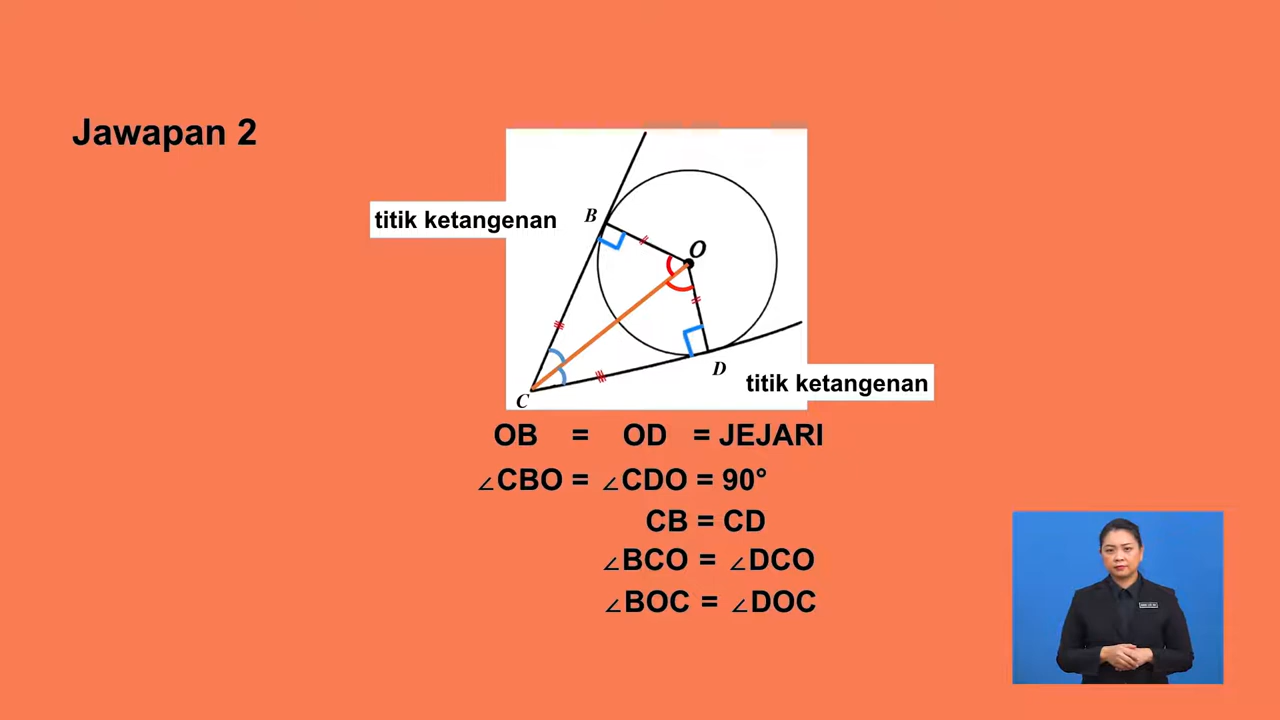 Jawapan 2
titik ketangenan
B
O
D
titik ketangenan
C
OB = OD = JEJARI
∠CBO = ∠CDO = 90°
CB = CD
∠BCO = ∠DCO
∠BOC = ∠DOC